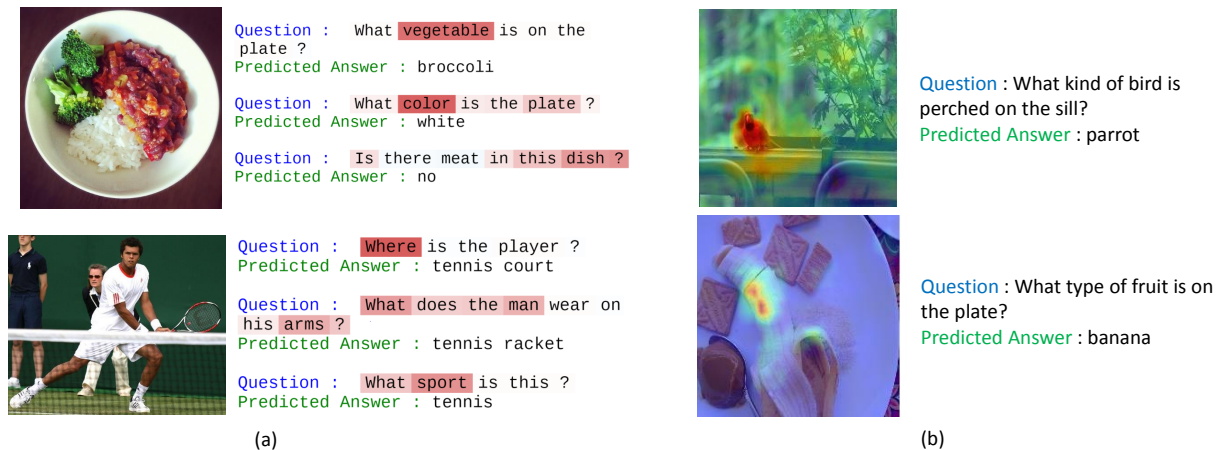 Question : What vegetable is on the
plate ?
Predicted Answer : broccoli
Question : What color is the plate ?
Predicted Answer : white
Question : Is there meat in this dish ?
Predicted Answer : no
Question : Where is the player ?
Predicted Answer : tennis court
Question : What does the man wear on
his arms ?
Predicted Answer : tennis racket
Question : What sport is this ?
Predicted Answer : tennis
(a)
Question : What kind of bird is
perched on the sill?
Predicted Answer : parrot
Question : What type of fruit is on
the plate?
Predicted Answer : banana
(b)